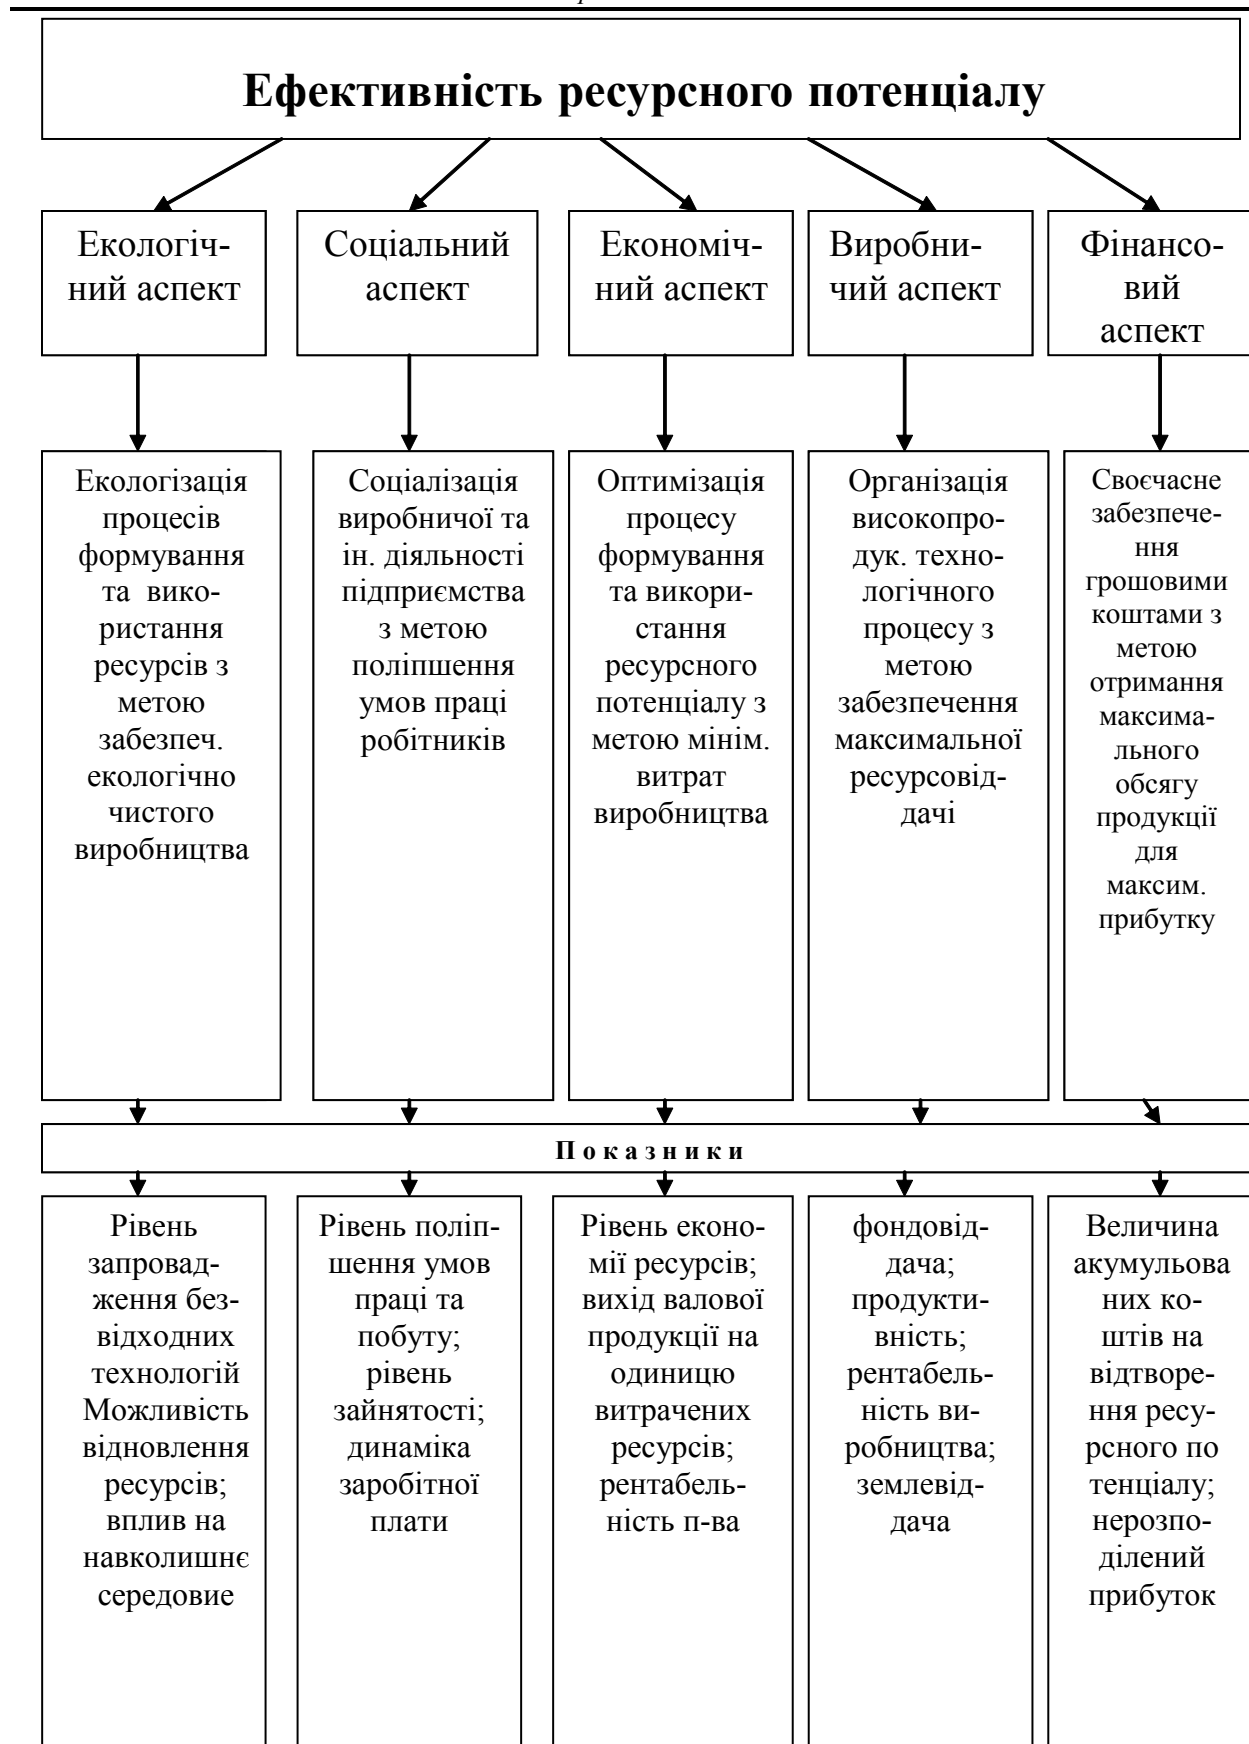 Ефективність ресурсного потенціалу
Екологіч-
ний аспект
Соціальний
аспект
Економіч-
ний аспект
Виробни-
чий аспект
Фінансо-
вий
аспект
Екологізація
процесів
формування
та вико-
ристання
ресурсів з
метою
забезпеч.
екологічно
чистого
виробництва
Соціалізація
виробничої та
ін. діяльності
підприємства
з метою
поліпшення
умов праці
робітників
Оптимізація
процесу
формування
та викори-
стання
ресурсного
потенціалу з
метою мінім.
витрат
виробництва
Організація
високопро-
дук. техно-
логічного
процесу з
метою
забезпечення
максимальної
ресурсовід-
дачі
Своєчасне
забезпече-
ння
грошовими
коштами з
метою
отримання
максима-
льного
обсягу
продукції
для
максим.
прибутку
Показники
Рівень
запровад-
ження без-
відходних
технологій
Можливість
відновлення
ресурсів;
вплив на
навколишнє
середовие
Рівень поліп-
шення умов
праці та
побуту;
рівень
зайнятості;
динаміка
заробітної
плати
Рівень еконо-
мії ресурсів;
вихід валової
продукції на
одиницю
витрачених
ресурсів;
рентабель-
ність п-ва
фондовід-
дача;
продукти-
вність;
рентабель-
ність ви-
робництва;
землевід-
дача
Величина
акумульова
них ко-
штів на
відтворе-
ння ресу-
рсного по
тенціалу;
нерозпо-
ділений
прибуток